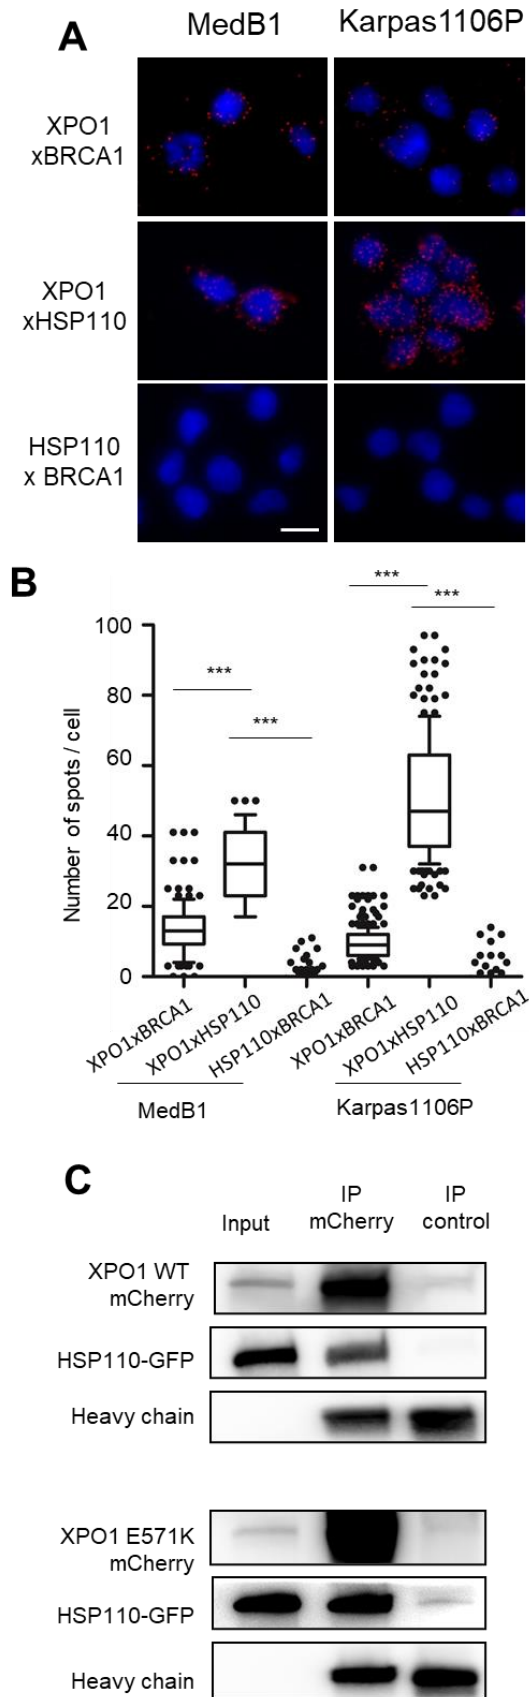 A
MedB1
Karpas1106P
XPO1
xBRCA1
XPO1
xHSP110
HSP110
x BRCA1
B
***
***
***
***
100
80
60
40
20
0
Number of spots / cell
XPO1xBRCA1
XPO1xHSP110
HSP110xBRCA1
XPO1xBRCA1
XPO1xHSP110
HSP110xBRCA1
MedB1
Karpas1106P
C
Input
IP
mCherry
IP
control
XPO1 WT
mCherry
HSP110-GFP
Heavy chain
XPO1 E571K
mCherry
HSP110-GFP
Heavy chain